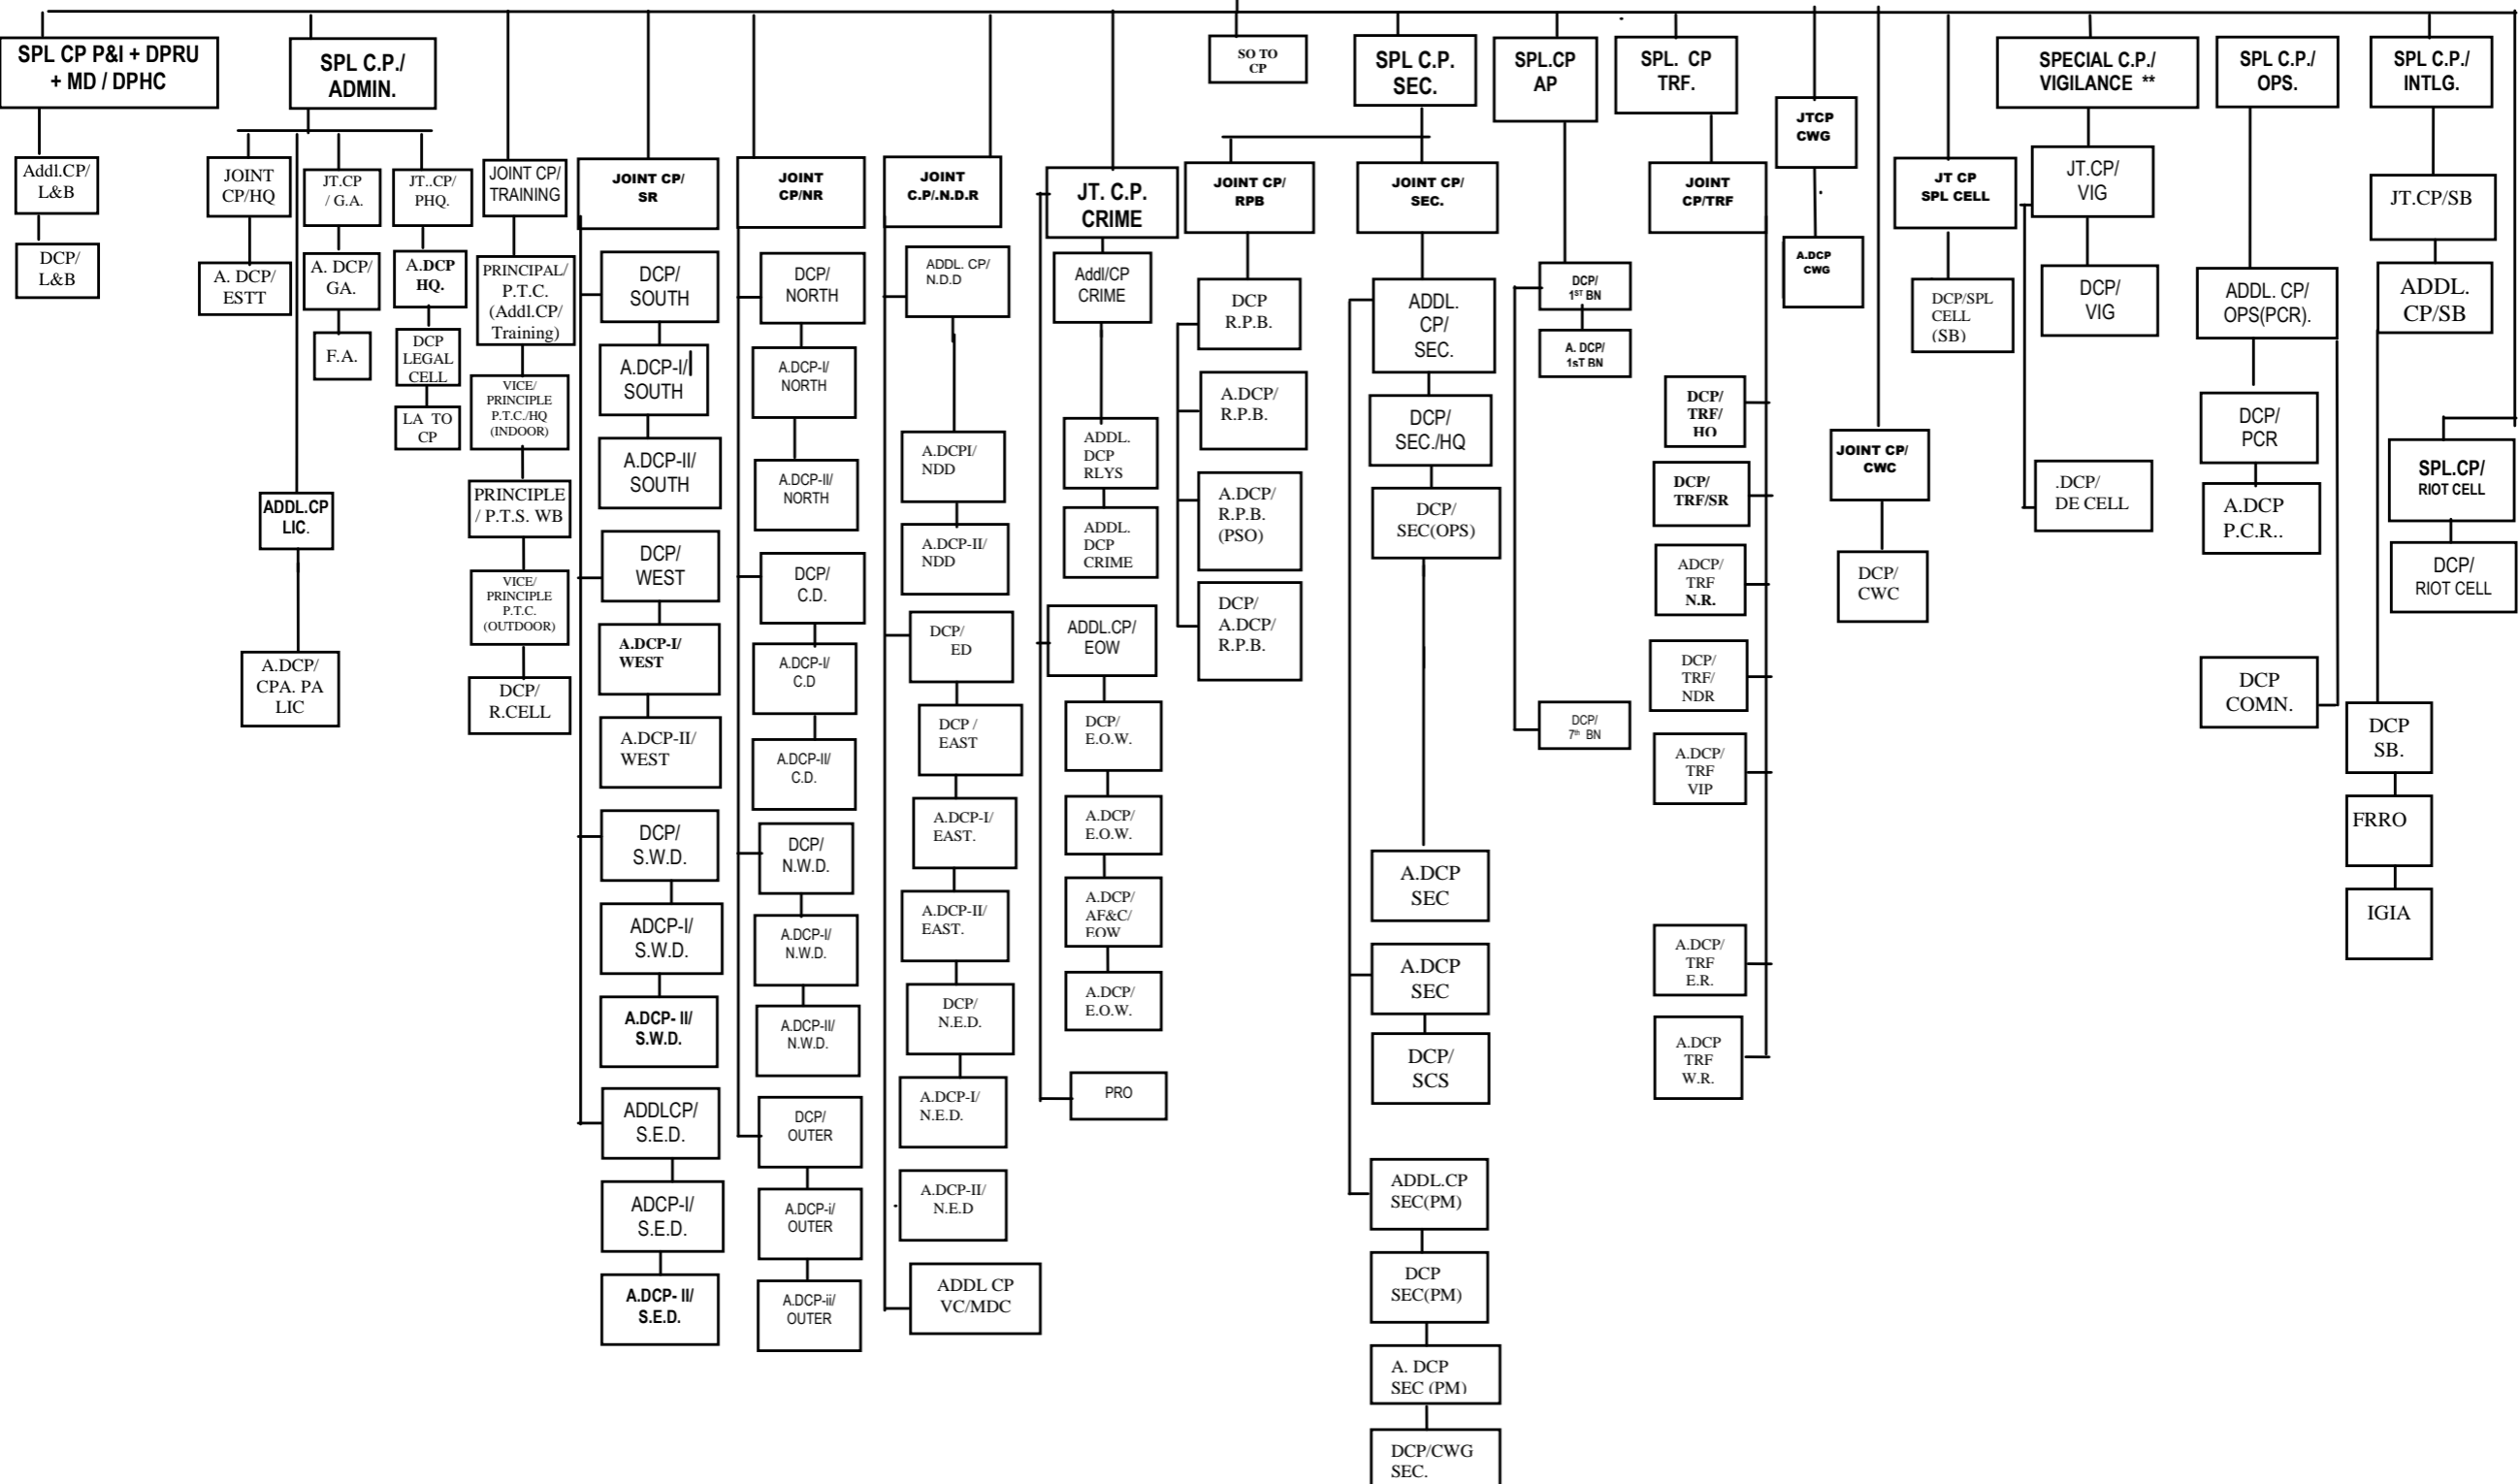 SPL CP P&I + DPRU
+ MD / DPHC
Addl.CP/
L&B
DCP/
L&B
SPL C.P./
ADMIN.
JOINT
CP/HQ
A. DCP/
ESTT
ADDL.CP
LIC.
A.DCP/
CPA. PA
LIC
JT.CP
/ G.A.
A. DCP/
GA.
F.A.
JT..CP/
PHQ.
A.DCP
HQ.
DCP
LEGAL
CELL
LA TO
CP
JOINT CP/
TRAINING
PRINCIPAL/
P.T.C.
(Addl.CP/
Training)
VICE/
PRINCIPLE
P.T.C./HQ
(INDOOR)
PRINCIPLE
/ P.T.S. WB
VICE/
PRINCIPLE
P.T.C.
(OUTDOOR)
DCP/
R.CELL
JOINT CP/
SR
DCP/
SOUTH
A.DCP-I/
SOUTH
A.DCP-II/
SOUTH
DCP/
WEST
A.DCP-I/
WEST
A.DCP-II/
WEST
DCP/
S.W.D.
ADCP-I/
S.W.D.
A.DCP- II/
S.W.D.
ADDLCP/
S.E.D.
ADCP-I/
S.E.D.
A.DCP- II/
S.E.D.
JOINT
CP/NR
DCP/
NORTH
A.DCP-I/
NORTH
A.DCP-II/
NORTH
DCP/
C.D.
A.DCP-I/
C.D
A.DCP-II/
C.D.
DCP/
N.W.D.
A.DCP-I/
N.W.D.
A.DCP-II/
N.W.D.
DCP/
OUTER
A.DCP-i/
OUTER
A.DCP-ii/
OUTER
JOINT
C.P/.N.D.R
ADDL. CP/
N.D.D
A.DCPI/
NDD
A.DCP-II/
NDD
DCP/
ED
DCP /
EAST
A.DCP-I/
EAST.
A.DCP-II/
EAST.
DCP/
N.E.D.
A.DCP-I/
N.E.D.
A.DCP-II/
N.E.D
ADDL CP
VC/MDC
JT. C.P.
CRIME
Addl/CP
CRIME
ADDL.
DCP
RLYS
ADDL.
DCP
CRIME
ADDL.CP/
EOW
DCP/
E.O.W.
A.DCP/
E.O.W.
A.DCP/
AF&C/
EOW
A.DCP/
E.O.W.
PRO
SO TO
CP
SPL C.P.
SEC.
JOINT CP/
RPB
DCP
R.P.B.
A.DCP/
R.P.B.
A.DCP/
R.P.B.
(PSO)
DCP/
A.DCP/
R.P.B.
JOINT CP/
SEC.
ADDL.
CP/
SEC.
DCP/
SEC./HQ
DCP/
SEC(OPS)
A.DCP
SEC
A.DCP
SEC
DCP/
SCS
ADDL.CP
SEC(PM)
DCP
SEC(PM)
A. DCP
SEC (PM)
DCP/CWG
SEC.
SPL.CP
AP
DCP/
1ST BN
A. DCP/
1sT BN
DCP/
7th BN
SPL. CP
TRF.
JOINT
CP/TRF
DCP/
TRF/
HQ
DCP/
TRF/SR
ADCP/
TRF
N.R.
DCP/
TRF/
NDR
A.DCP/
TRF
VIP
A.DCP/
TRF
E.R.
A.DCP
TRF
W.R.
JTCP
CWG
A.DCP
CWG
JOINT CP/
CWC
DCP/
CWC
JT CP
SPL CELL
DCP/SPL
CELL
(SB)
SPECIAL C.P./
VIGILANCE **
JT.CP/
VIG
DCP/
VIG
.DCP/
DE CELL
SPL C.P./
OPS.
ADDL. CP/
OPS(PCR).
DCP/
PCR
A.DCP
P.C.R..
DCP
COMN.
SPL C.P./
INTLG.
JT.CP/SB
ADDL.
CP/SB
DCP
SB.
FRRO
IGIA
SPL.CP/
RIOT CELL
DCP/
RIOT CELL